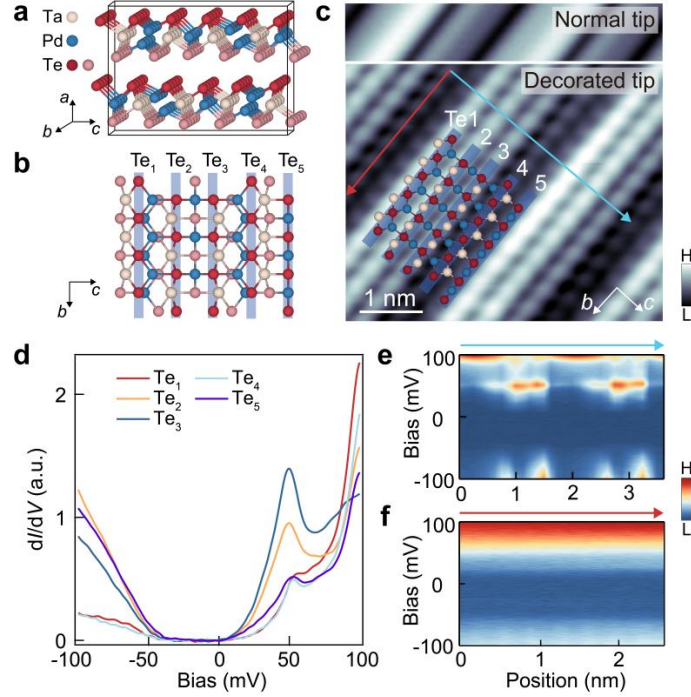 a
Ta
Pd
Te
a
b
c
b
Te1 Te2 Te3 Te4 Te5
b
c
c
Normal tip
Decorated tip
Te1
2
3
4
5
1 nm
b
c
H
L
d
dI/dV (a.u.)
2
1
0
Te1
Te2
Te3
Te4
Te5
-100 -50 0 50 100
Bias (mV)
e
Bias (mV)
100
0
-100
0 1 2 3
H
L
f
Bias (mV)
100
0
-100
0 1 2
Position (nm)